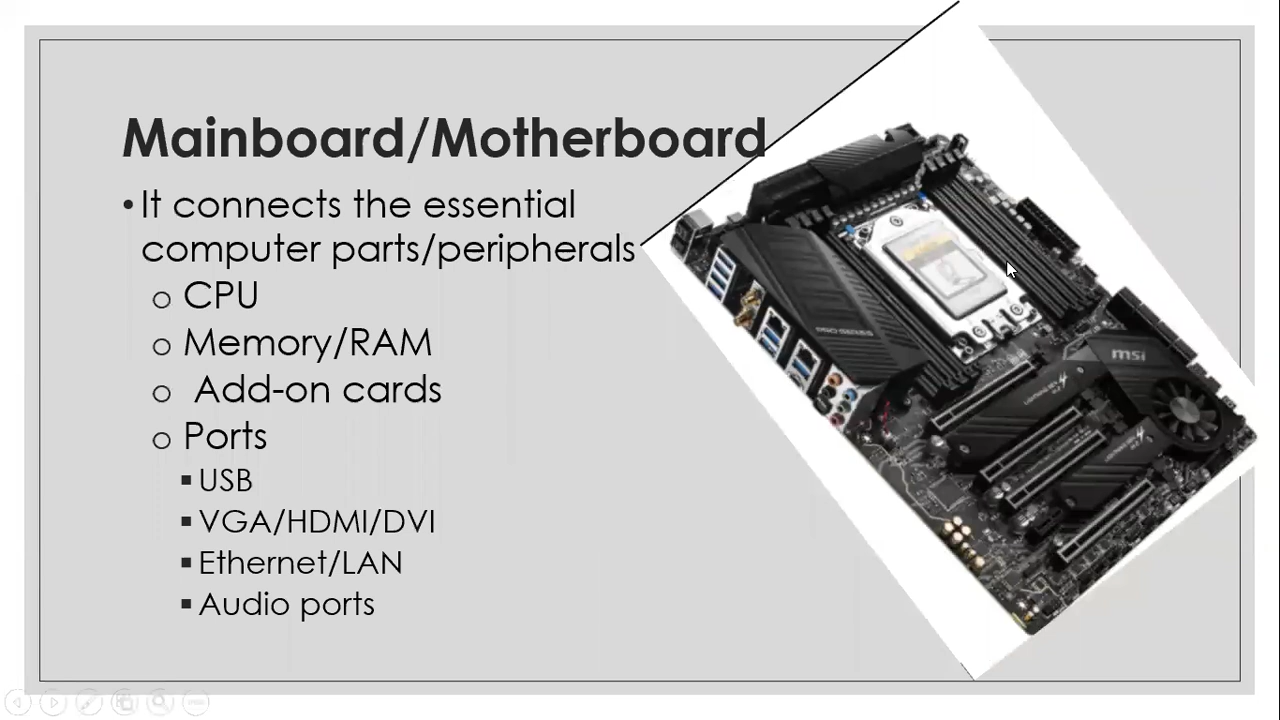 Mainboard/Motherboard
• It connects the essential
computer parts/peripherals
o CPU
o Memory/RAM
o Add-on cards
o Ports
▪ USB
▪ VGA/HDMI/DVI
▪ Ethernet/LAN
▪ Audio ports
msi